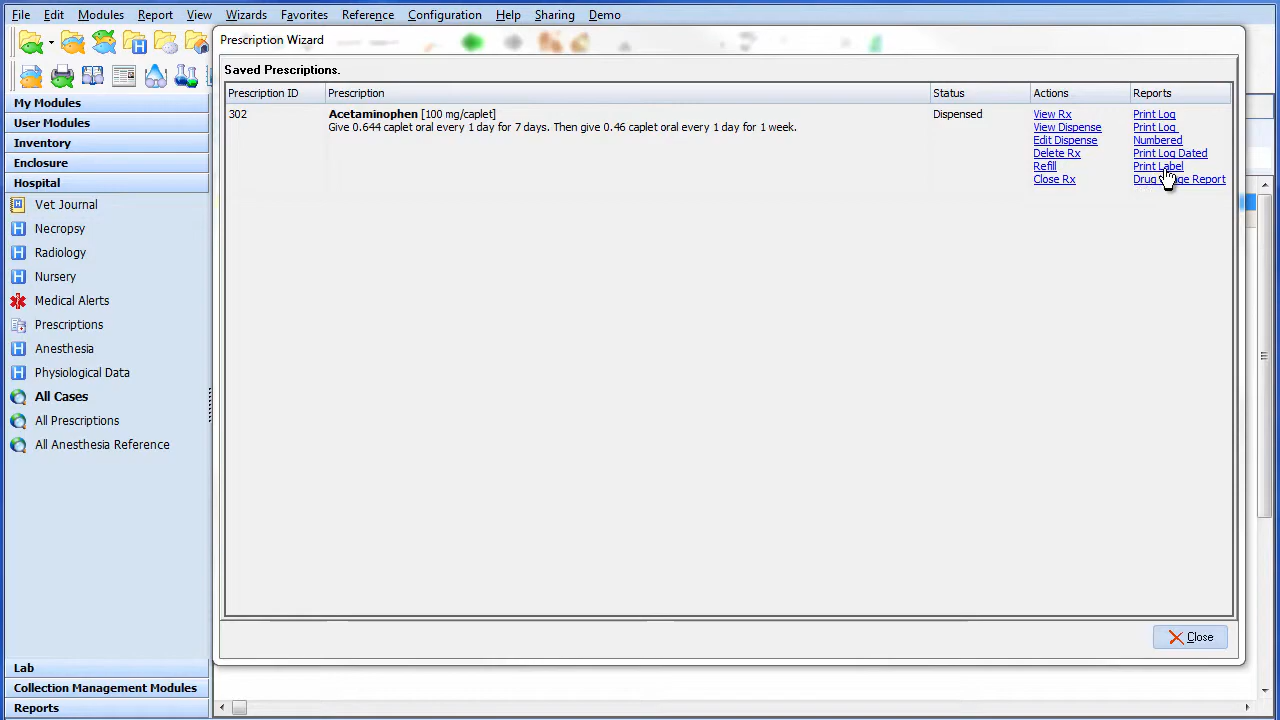 File Edit Modules Report View Wizards Favorites Reference Configuration Help Sharing Demo
Prescription Wizard
Saved Prescriptions.
Prescription ID Prescription Status Actions Reports
302 Acetaminophen [100 mg/caplet] Dispensed View Rx Print Log
Give 0.644 caplet oral every 1 day for 7 days. Then give 0.46 caplet oral every 1 day for 1 week. View Dispense Print Log
Edit Dispense Numbered
Delete Rx Print Log Dated
Refill Print Label
Close Rx Drug Report
My Modules
User Modules
Inventory
Enclosure
Hospital
Vet Journal
Necropsy
Radiology
Nursery
Medical Alerts
Prescriptions
Anesthesia
Physiological Data
All Cases
All Prescriptions
All Anesthesia Reference
Close
Lab
Collection Management Modules
Reports